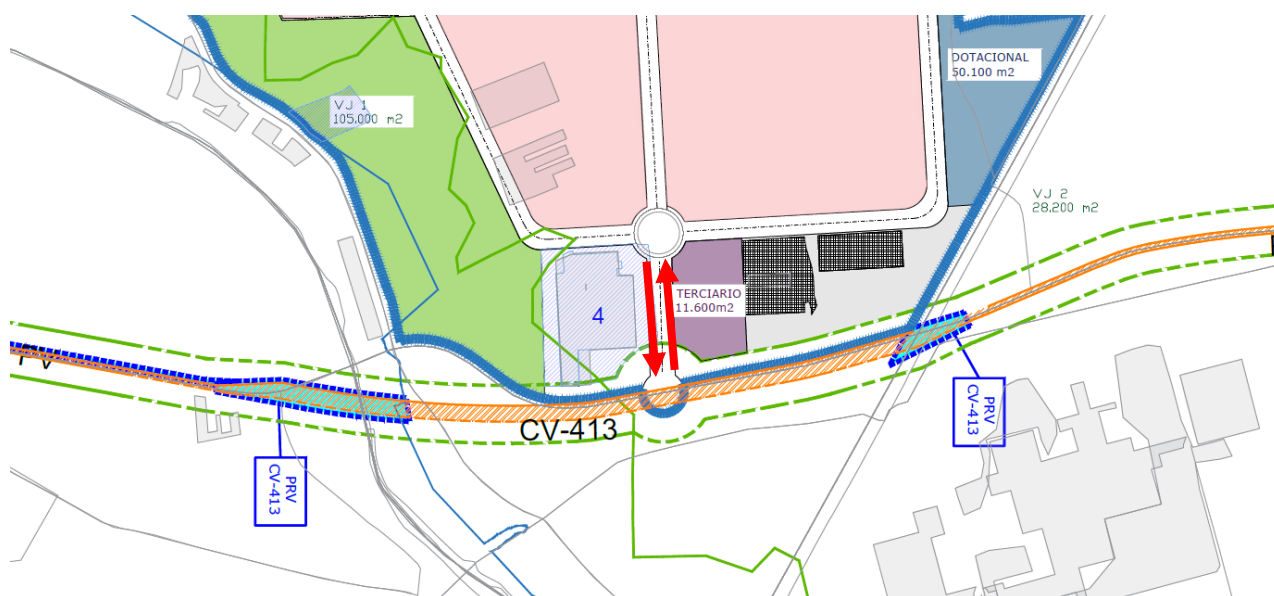 DOTACIONAL
50.100 m2
VJ 1
105.000 m2
VJ 2
28.200 m2
TERCIARIO
11.600m2
4
PV
CV-413
PRV
CV-413
PRV
CV-413